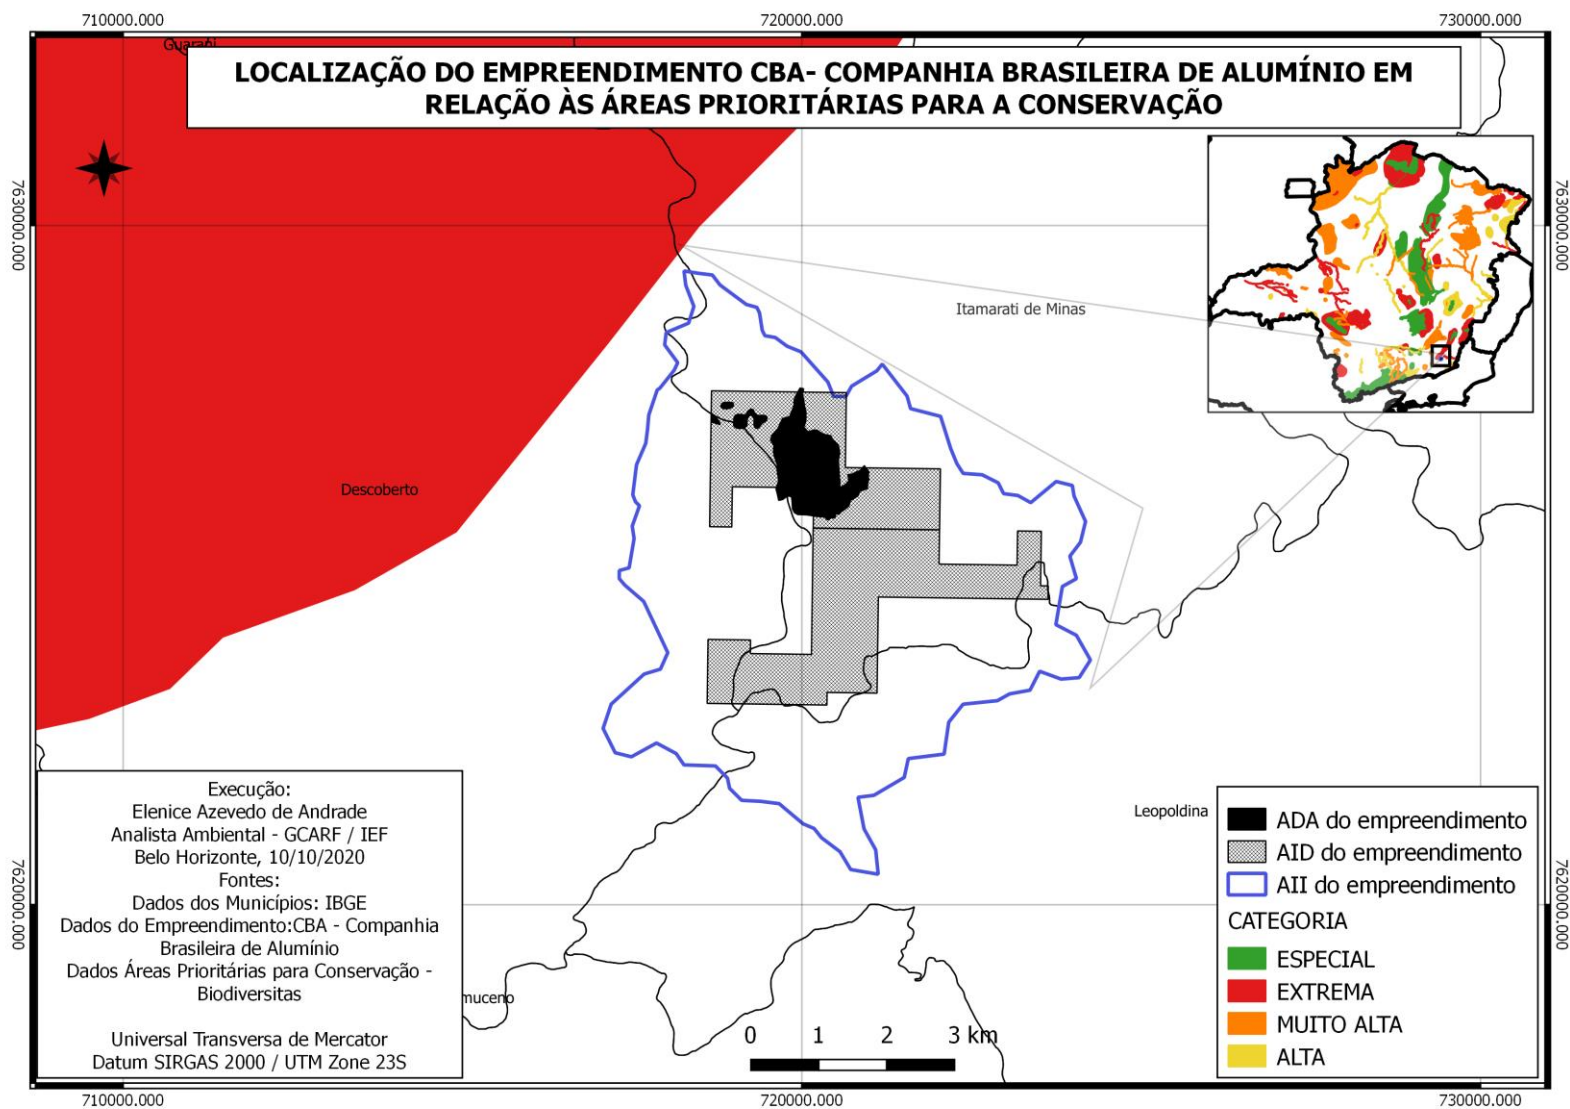 710000.000
720000.000
730000.000
Guarani
LOCALIZAÇÃO DO EMPREENDIMENTO CBA- COMPANHIA BRASILEIRA DE ALUMÍNIO EM
RELAÇÃO ÀS ÁREAS PRIORITÁRIAS PARA A CONSERVAÇÃO
7630000.000
7630000.000
Itamarati de Minas
Descoberto
Leopoldina
muceno
7620000.000
7620000.000
Execução:
Elenice Azevedo de Andrade
Analista Ambiental - GCARF / IEF
Belo Horizonte, 10/10/2020
Fontes:
Dados dos Municípios: IBGE
Dados do Empreendimento:CBA - Companhia
Brasileira de Alumínio
Dados Áreas Prioritárias para Conservação -
Biodiversitas
Universal Transversa de Mercator
Datum SIRGAS 2000 / UTM Zone 23S
0 1 2 3 km
ADA do empreendimento
AID do empreendimento
AII do empreendimento
CATEGORIA
ESPECIAL
EXTREMA
MUITO ALTA
ALTA
710000.000
720000.000
730000.000